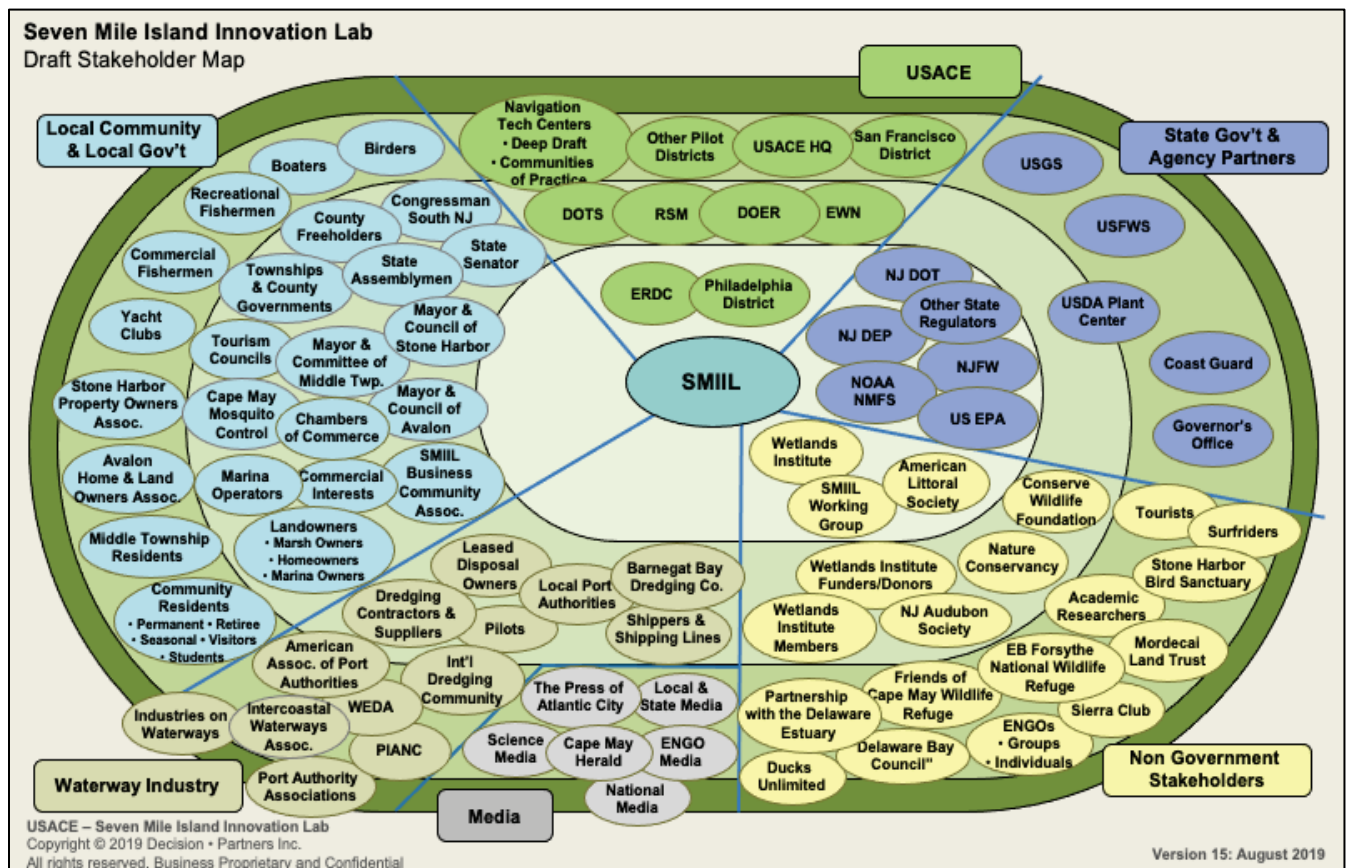 Seven Mile Island Innovation Lab
Draft Stakeholder Map
USACE
Local Community
& Local Gov't
State Gov't &
Agency Partners
Navigation
Tech Centers
• Deep Draft
• Communities
of Practice
Other Pilot
Districts
USACE HQ
San Francisco
District
DOTS
RSM
DOER
EWN
ERDC
Philadelphia
District
SMIIL
Birders
Boaters
Recreational
Fishermen
Congressman
South NJ
County
Freeholders
State
Senator
Commercial
Fishermen
State
Assemblymen
Townships
& County
Governments
Yacht
Clubs
Mayor &
Council of
Stone Harbor
Tourism
Councils
Mayor &
Committee of
Middle Twp.
Stone Harbor
Property Owners
Assoc.
Cape May
Mosquito
Control
Chambers
of Commerce
Mayor &
Council of
Avalon
Avalon
Home & Land
Owners Assoc.
Marina
Operators
Commercial
Interests
SMIIL
Business
Community
Assoc.
Middle Township
Residents
Landowners
• Marsh Owners
• Homeowners
• Marina Owners
Community
Residents
• Permanent • Retiree
• Seasonal • Visitors
• Students
USGS
USFWS
NJ DOT
Other State
Regulators
USDA Plant
Center
NJ DEP
NJFW
Coast Guard
NOAA
NMFS
US EPA
Governor's
Office
Wetlands
Institute
American
Littoral
Society
SMIIL
Working
Group
Conserve
Wildlife
Foundation
Tourists
Surfriders
Nature
Conservancy
Stone Harbor
Bird Sanctuary
Wetlands Institute
Funders/Donors
Academic
Researchers
Wetlands
Institute
Members
NJ Audubon
Society
Mordecai
Land Trust
EB Forsythe
National Wildlife
Refuge
Friends of
Cape May Wildlife
Refuge
Partnership
with the Delaware
Estuary
Sierra Club
ENGOs
• Groups
• Individuals
Delaware Bay
Council"
Ducks
Unlimited
Non Government
Stakeholders
Leased
Disposal
Owners
Barnegat Bay
Dredging Co.
Local Port
Authorities
Dredging
Contractors &
Suppliers
Pilots
Shippers &
Shipping Lines
American
Assoc. of Port
Authorities
Int'l
Dredging
Community
Industries on
Waterways
Intercoastal
Waterways
Assoc.
WEDA
PIANC
Port Authority
Associations
Waterway Industry
The Press of
Atlantic City
Local &
State Media
Science
Media
Cape May
Herald
ENGO
Media
National
Media
Media
USACE – Seven Mile Island Innovation Lab
Copyright © 2019 Decision • Partners Inc.
All rights reserved. Business Proprietary and Confidential
Version 15: August 2019